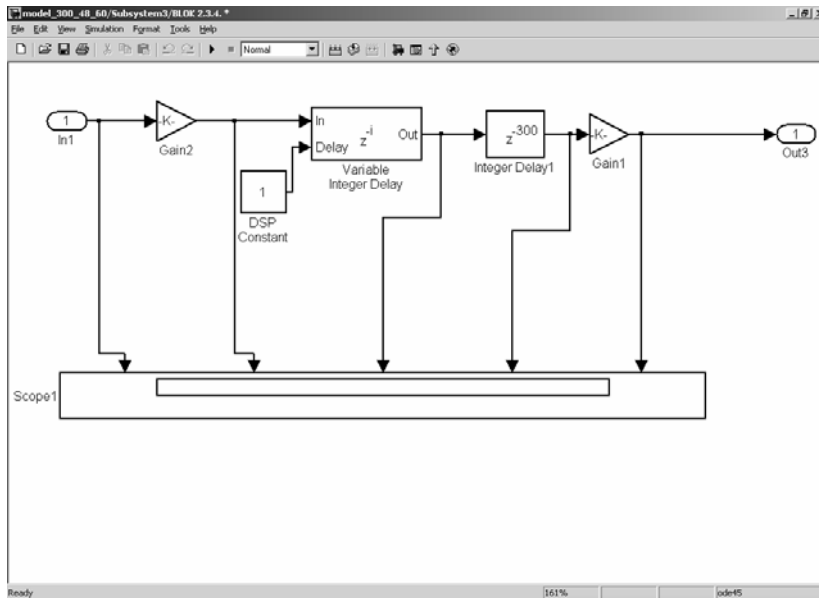 model_300_48_60/Subsystem3/BLOK 2.3.4. *
File Edit View Simulation Format Tools Help
Normal
1
In1
-K-
Gain2
In
Delay
z^-i
Out
Variable
Integer Delay
1
DSP
Constant
z^-300
Integer Delay1
-K-
Gain1
1
Out3
Scope1
Ready
161%
ode45